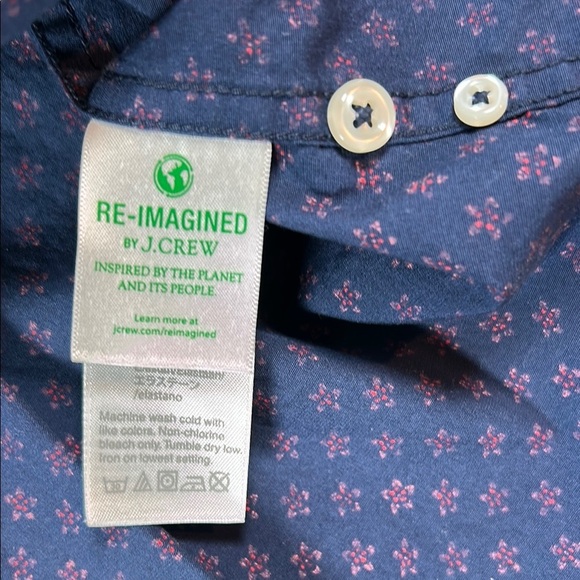 RE-IMAGINED
BY J.CREW
INSPIRED BY THE PLANET
AND ITS PEOPLE.
Learn more at
jcrew.com/reimagined
エラステーン
/elastano
Machine wash cold with
like colors. Non-chlorine
bleach only. Tumble dry low.
Iron on lowest setting.